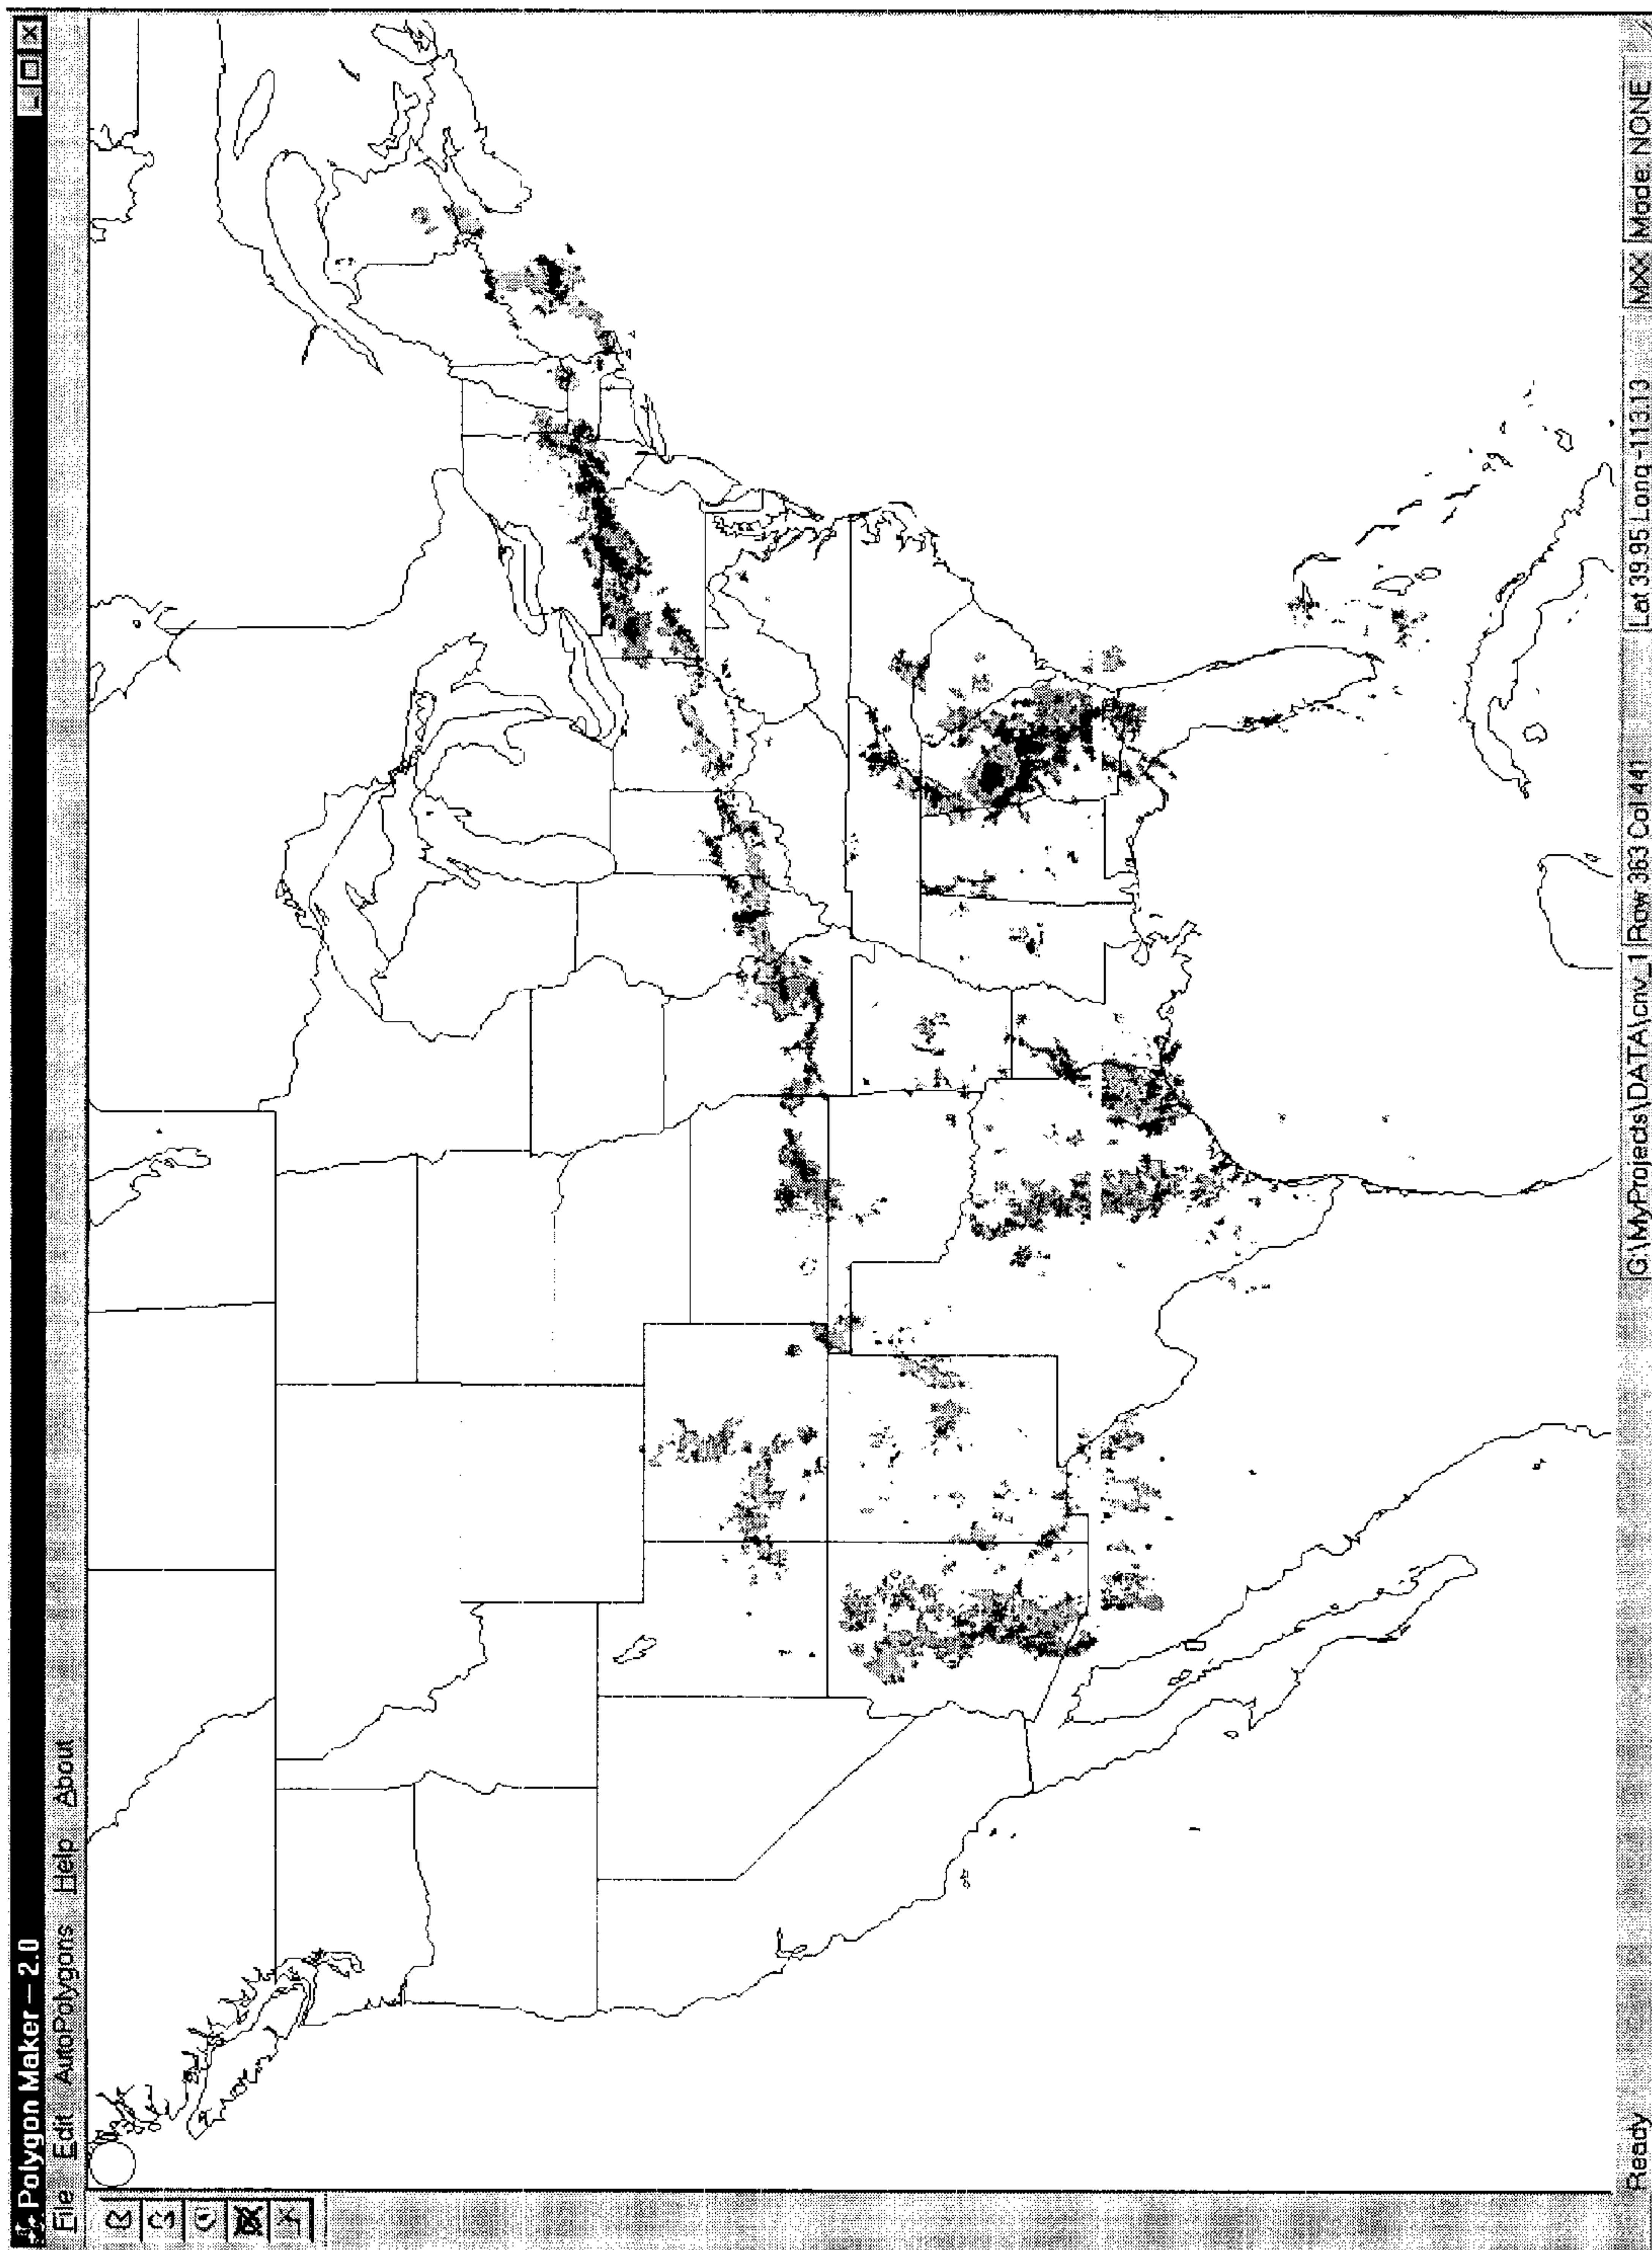 Polygon Maker – 2.0
File Edit AutoPolygons Help About
Ready G:\MyProjects\DATA\cnv_1 Row 363 Col 441 Lat 39.95 Long -113.13 MXX Mode: NONE